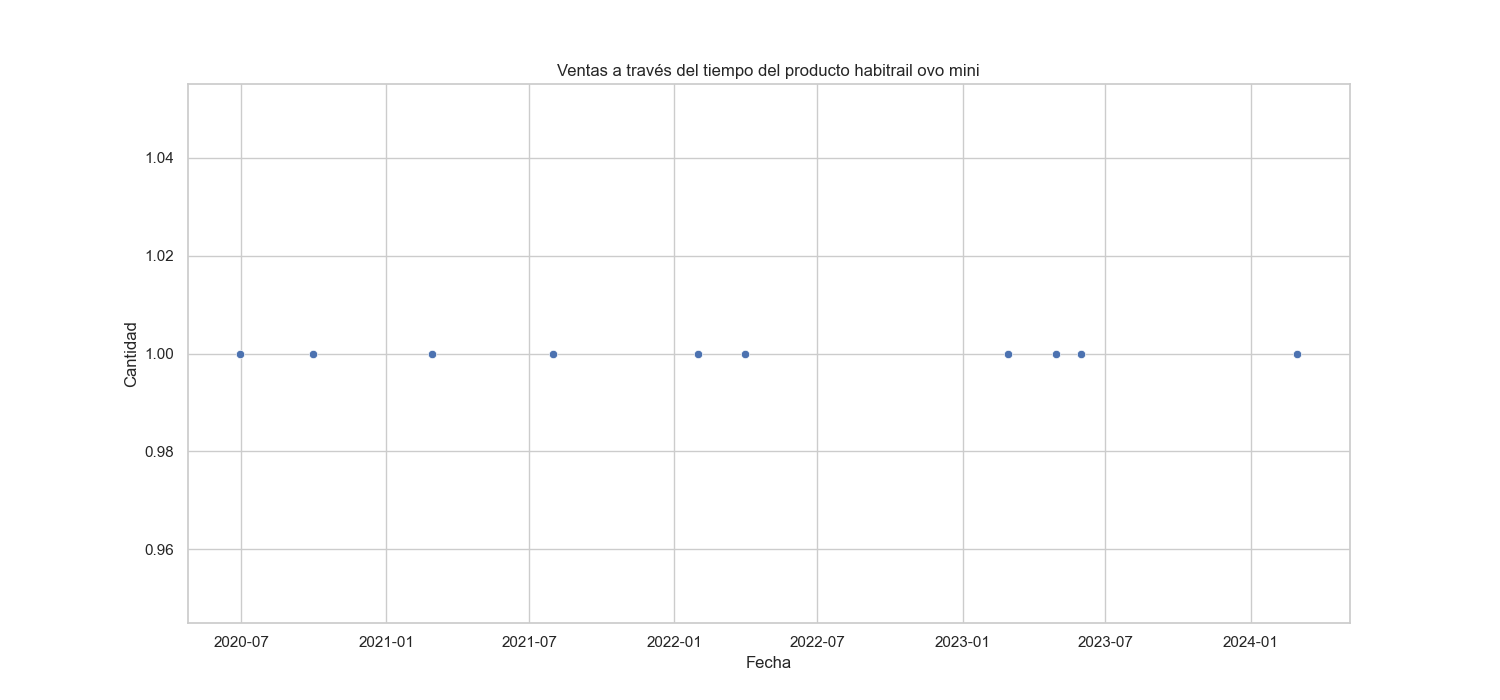 Ventas a través del tiempo del producto habitrail ovo mini
1.04
1.02
1.00
0.98
0.96
Cantidad
2020-07 2021-01 2021-07 2022-01 2022-07 2023-01 2023-07 2024-01
Fecha